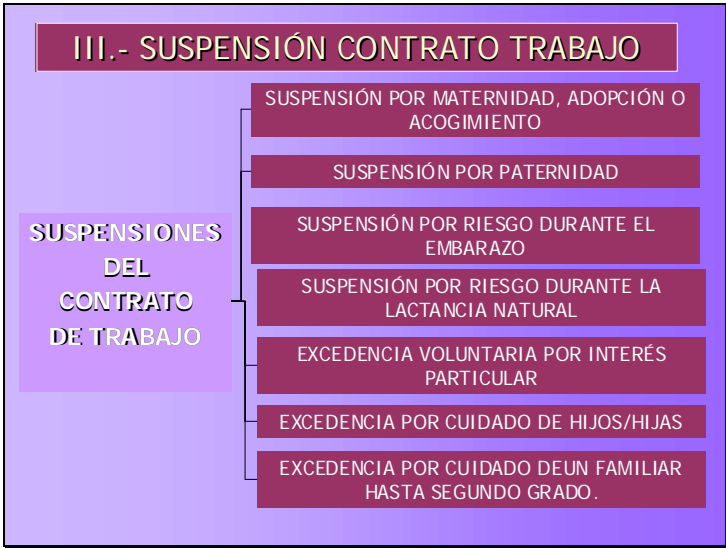 III.- SUSPENSIÓN CONTRATO TRABAJO
SUSPENSIÓN POR MATERNIDAD, ADOPCIÓN O
ACOGIMIENTO
SUSPENSIÓN POR PATERNIDAD
SUSPENSIONES
DEL
CONTRATO
DE TRABAJO
SUSPENSIÓN POR RIESGO DURANTE EL
EMBARAZO
SUSPENSIÓN POR RIESGO DURANTE LA
LACTANCIA NATURAL
EXCEDENCIA VOLUNTARIA POR INTERÉS
PARTICULAR
EXCEDENCIA POR CUIDADO DE HIJOS/HIJAS
EXCEDENCIA POR CUIDADO DEUN FAMILIAR
HASTA SEGUNDO GRADO.